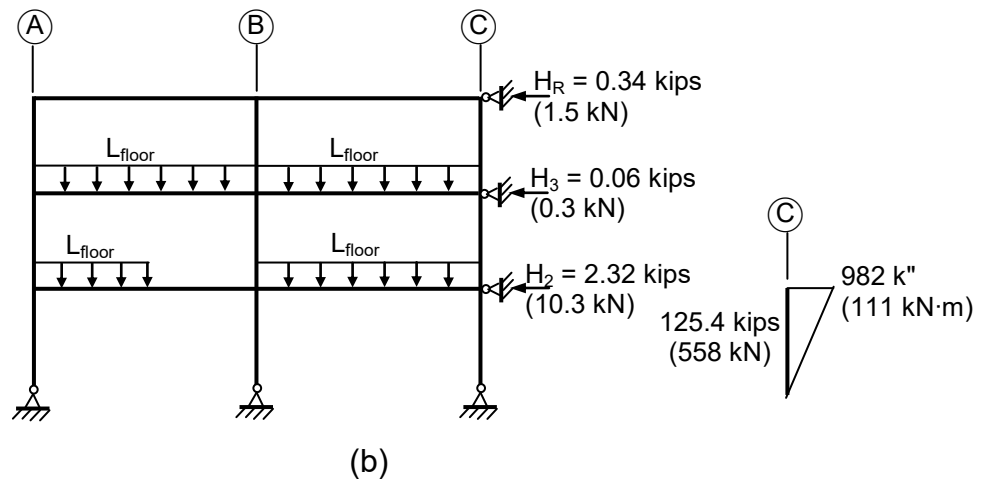 A B C
H_R = 0.34 kips
(1.5 kN)
L_floor L_floor
H_3 = 0.06 kips
(0.3 kN)
C
L_floor L_floor
H_2 = 2.32 kips
(10.3 kN)
982 k"
(111 kN·m)
125.4 kips
(558 kN)
(b)